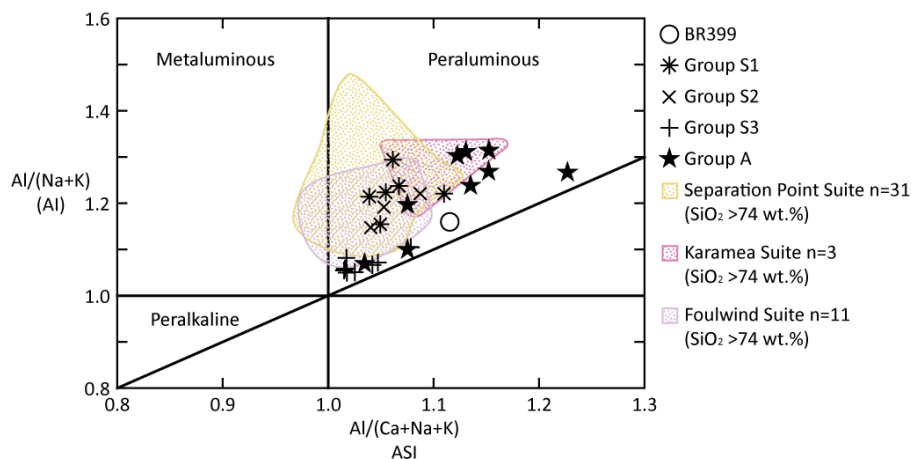 1.6
1.4
1.2
1.0
0.8
Al/(Na+K)
(AI)
Metaluminous
Peraluminous
Peralkaline
0.8
0.9
1.0
1.1
1.2
1.3
Al/(Ca+Na+K)
ASI
BR399
Group S1
Group S2
Group S3
Group A
Separation Point Suite n=31
(SiO₂ >74 wt.%)
Karamea Suite n=3
(SiO₂ >74 wt.%)
Foulwind Suite n=11
(SiO₂ >74 wt.%)